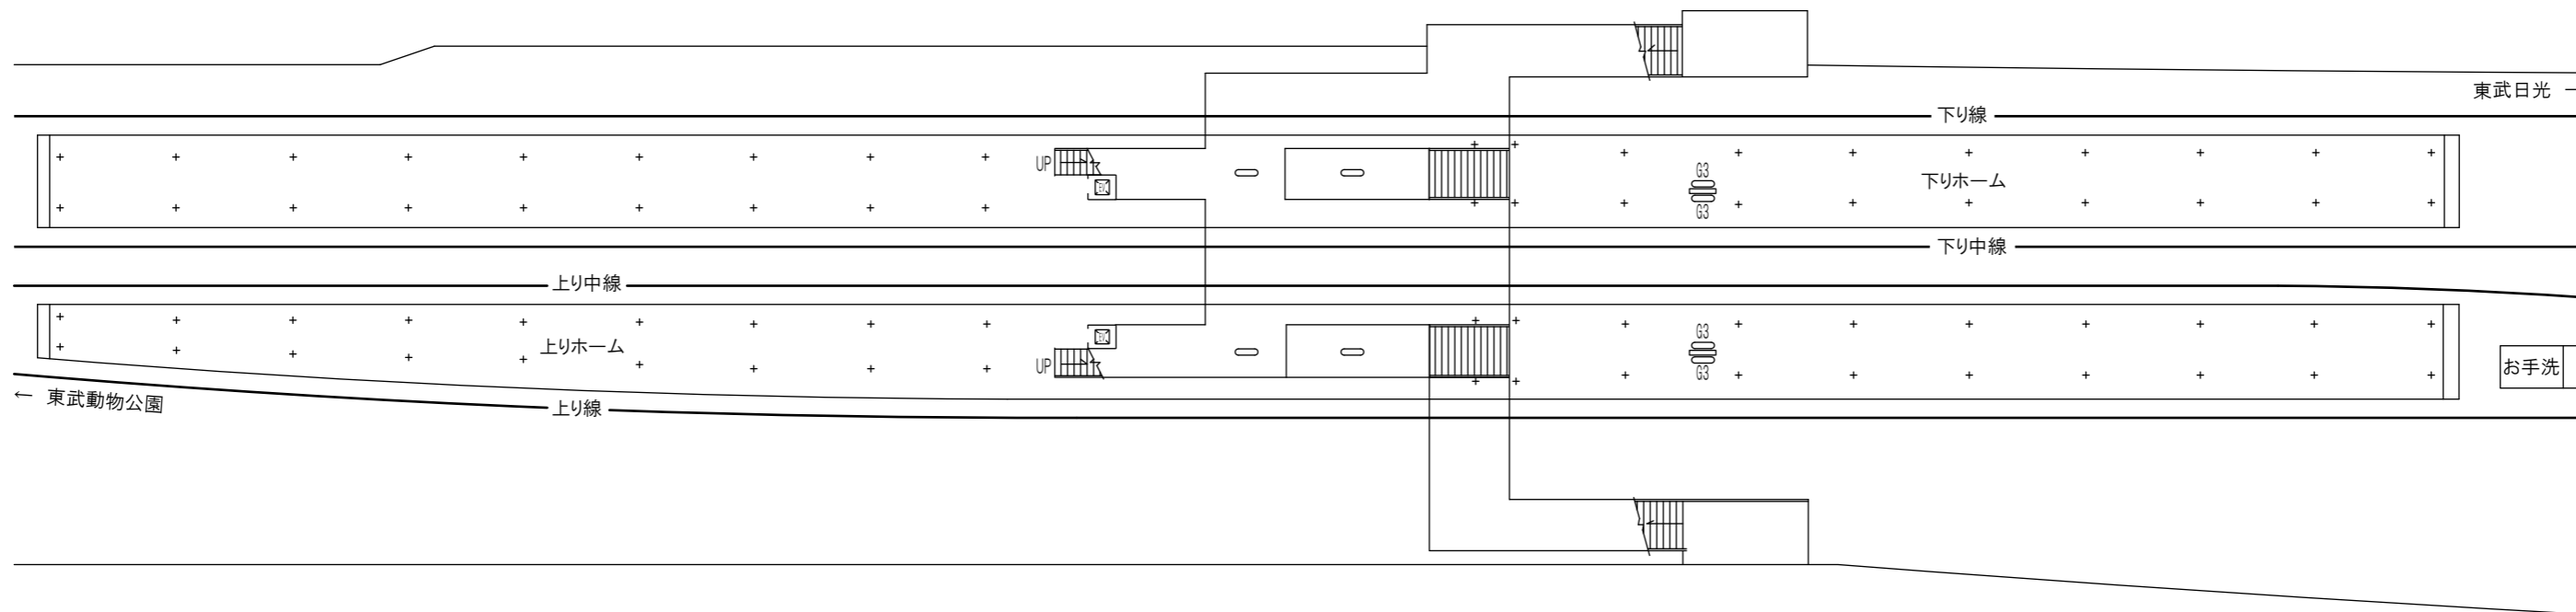 東武日光 →
下り線
UP
G3
下りホーム
G3
下り中線
上り中線
G3
上りホーム
UP
G3
お手洗
← 東武動物公園
上り線